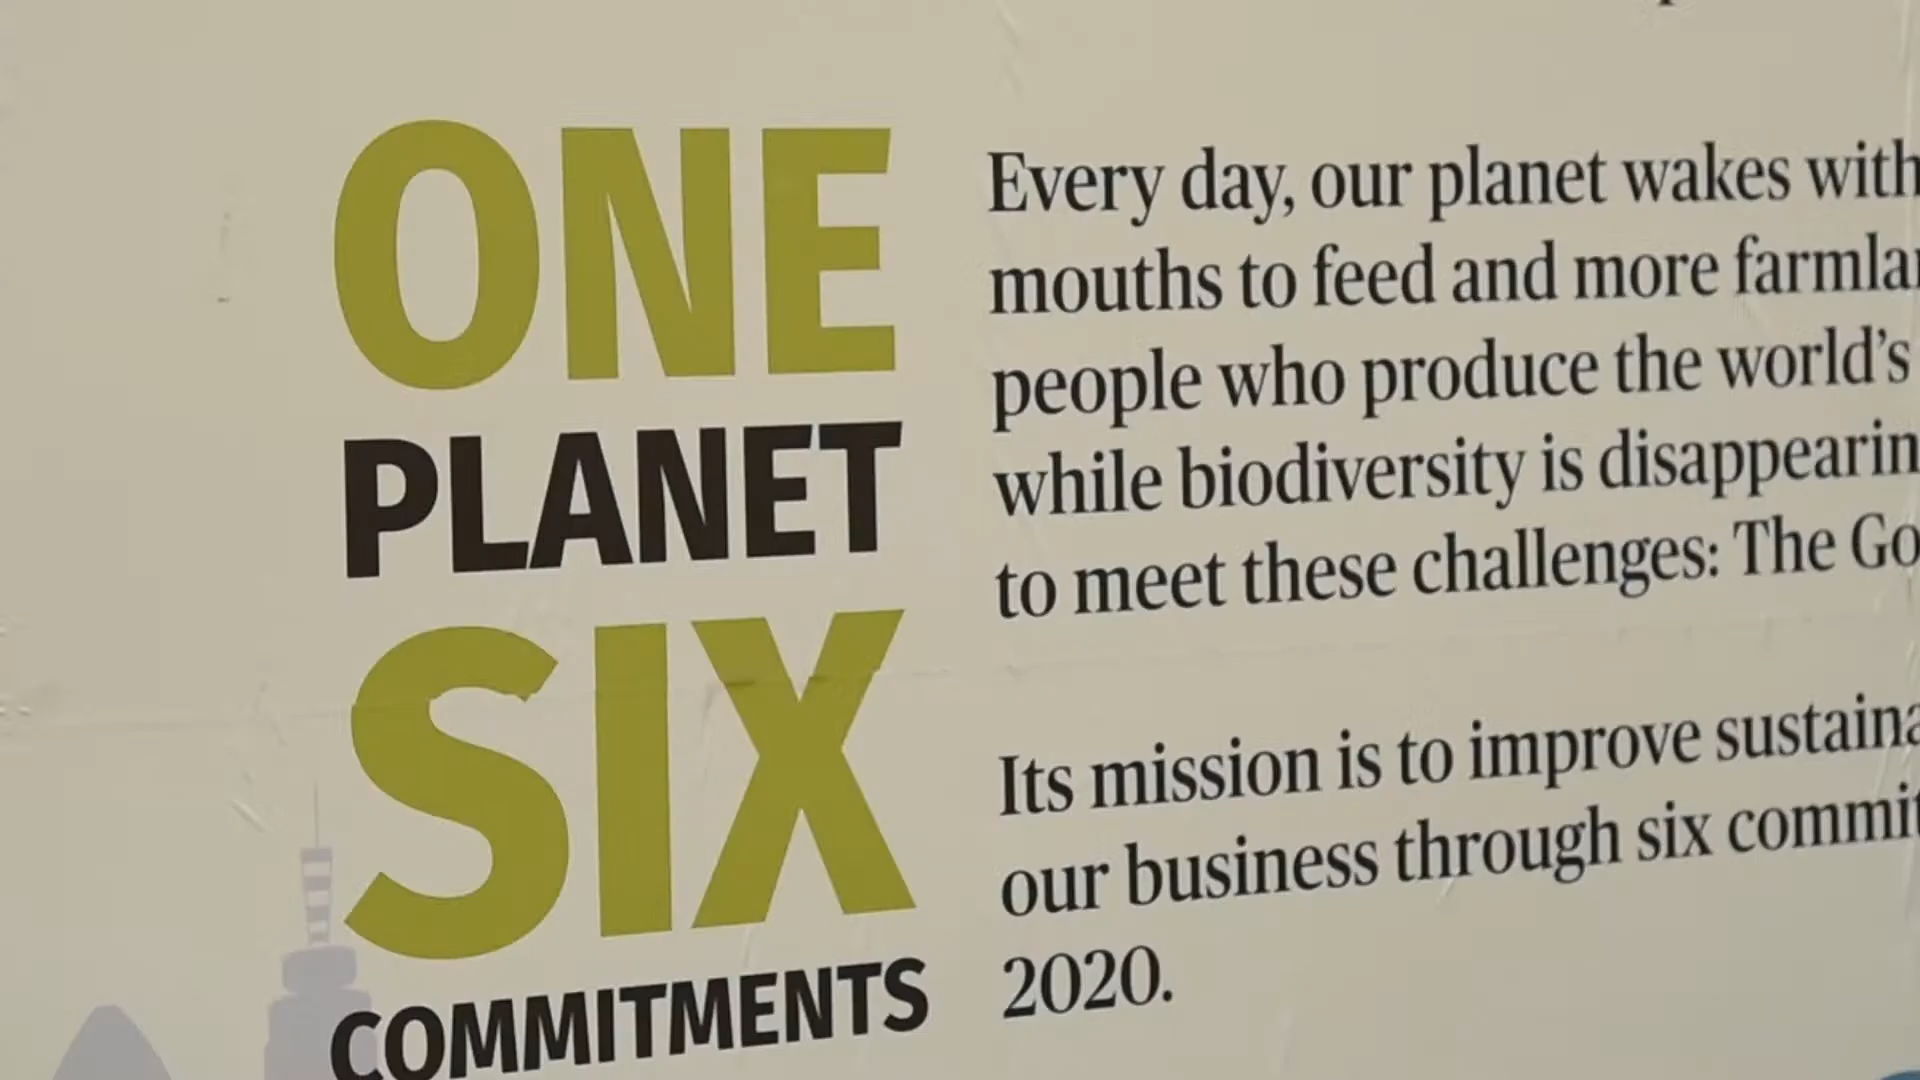 ONE
PLANET
SIX
COMMITMENTS
Every day, our planet wakes with
mouths to feed and more
people who produce the world's
while biodiversity is
to meet these challenges: The
Its mission is to improve
our business through six
2020.